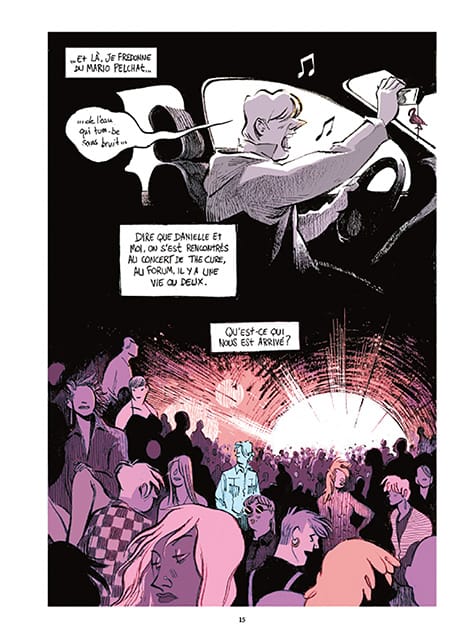 ...ET LÀ, JE FREDONNE
DU MARIO PELCHAT...
...de l'eau
qui tom-be
sans bruit...
DIRE QUE DANIELLE ET
MOI, ON S'EST RENCONTRÉS
AU CONCERT DE THE CURE,
AU FORUM, IL Y A UNE
VIE OU DEUX.
QU'EST-CE QUI
NOUS EST ARRIVÉ?
15